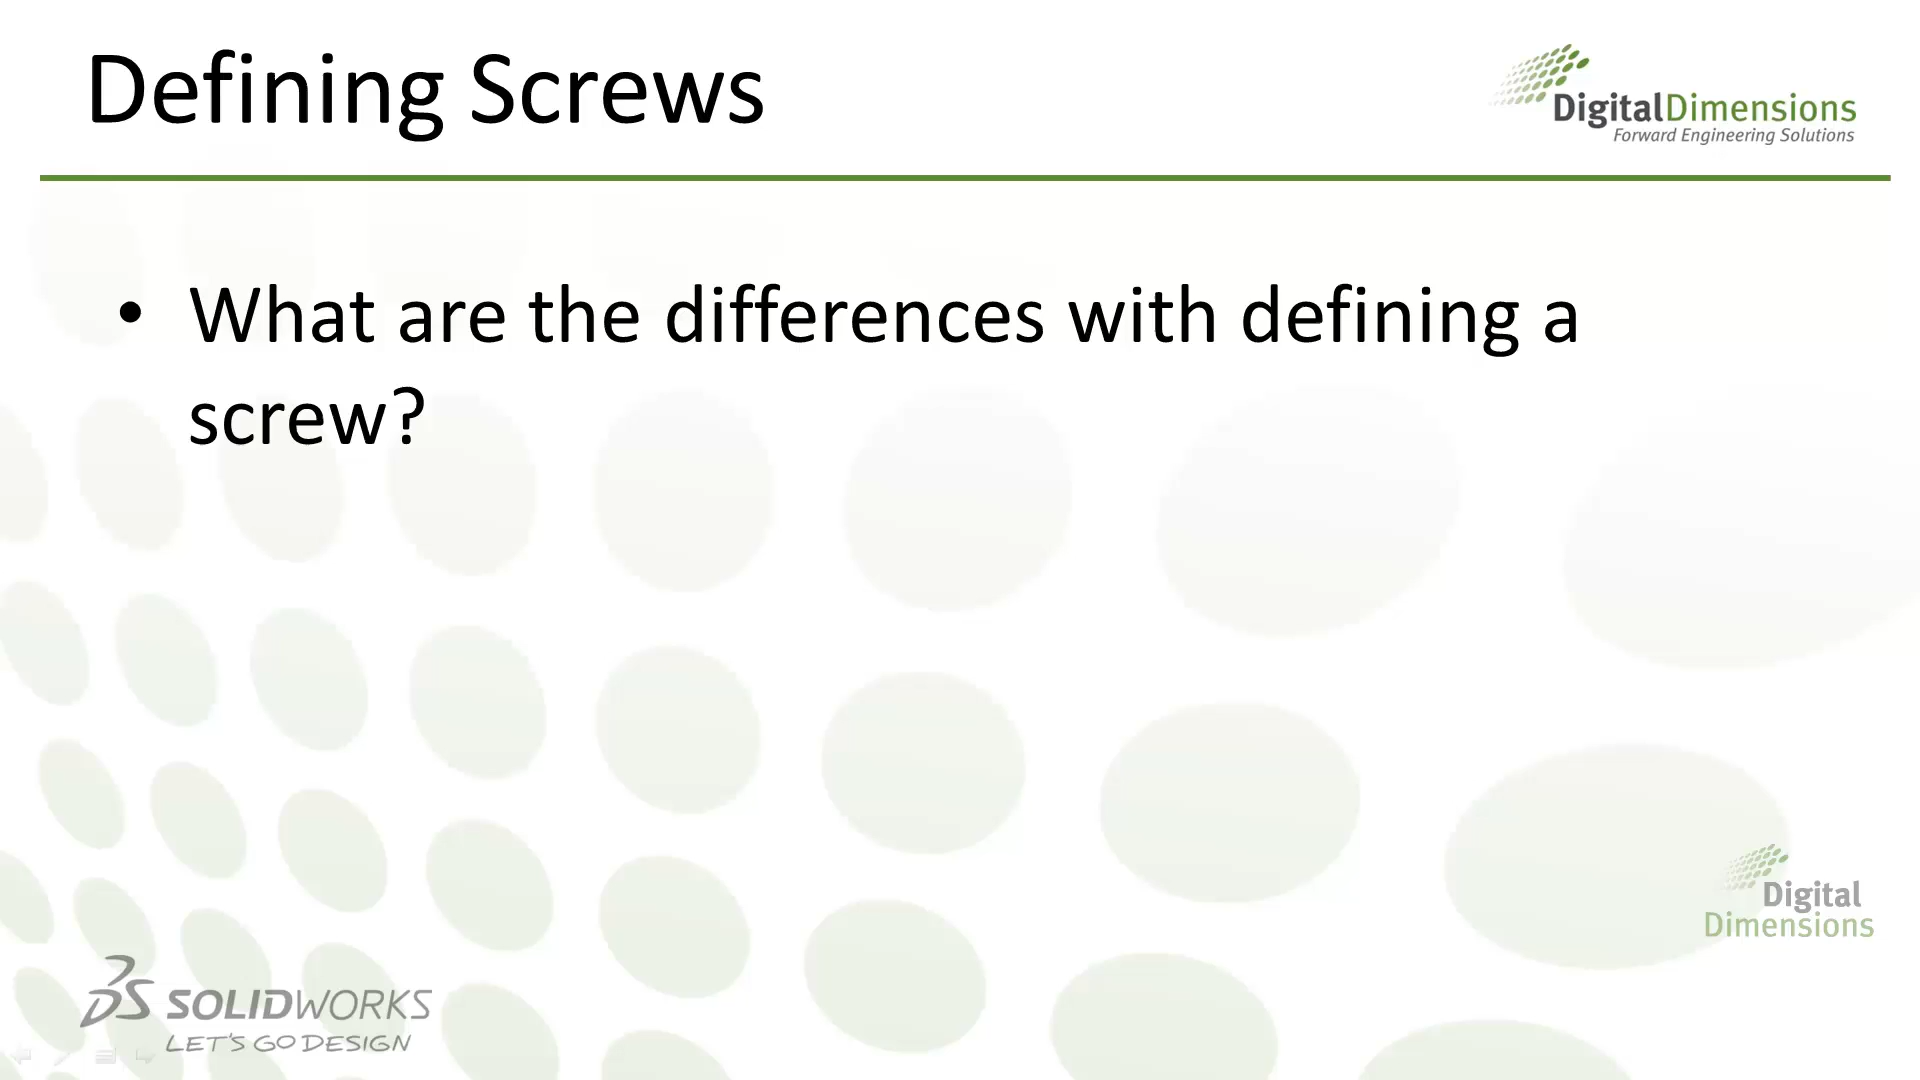 Defining Screws
DigitalDimensions
Forward Engineering Solutions
• What are the differences with defining a
screw?
Digital
Dimensions
SOLIDWORKS
LET'S GO DESIGN